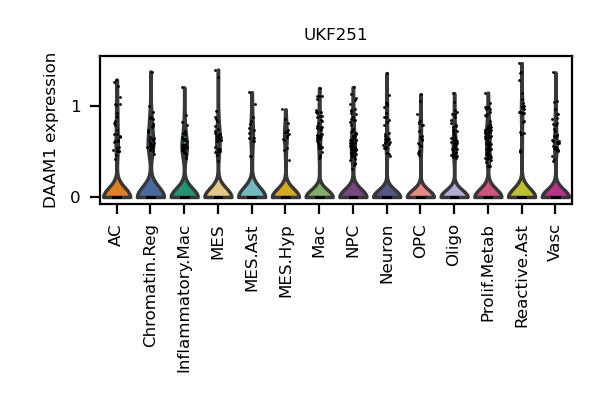 UKF251
DAAM1 expression
1
0
AC
Chromatin.Reg
Inflammatory.Mac
MES
MES.Ast
MES.Hyp
Mac
NPC
Neuron
OPC
Oligo
Prolif.Metab
Reactive.Ast
Vasc